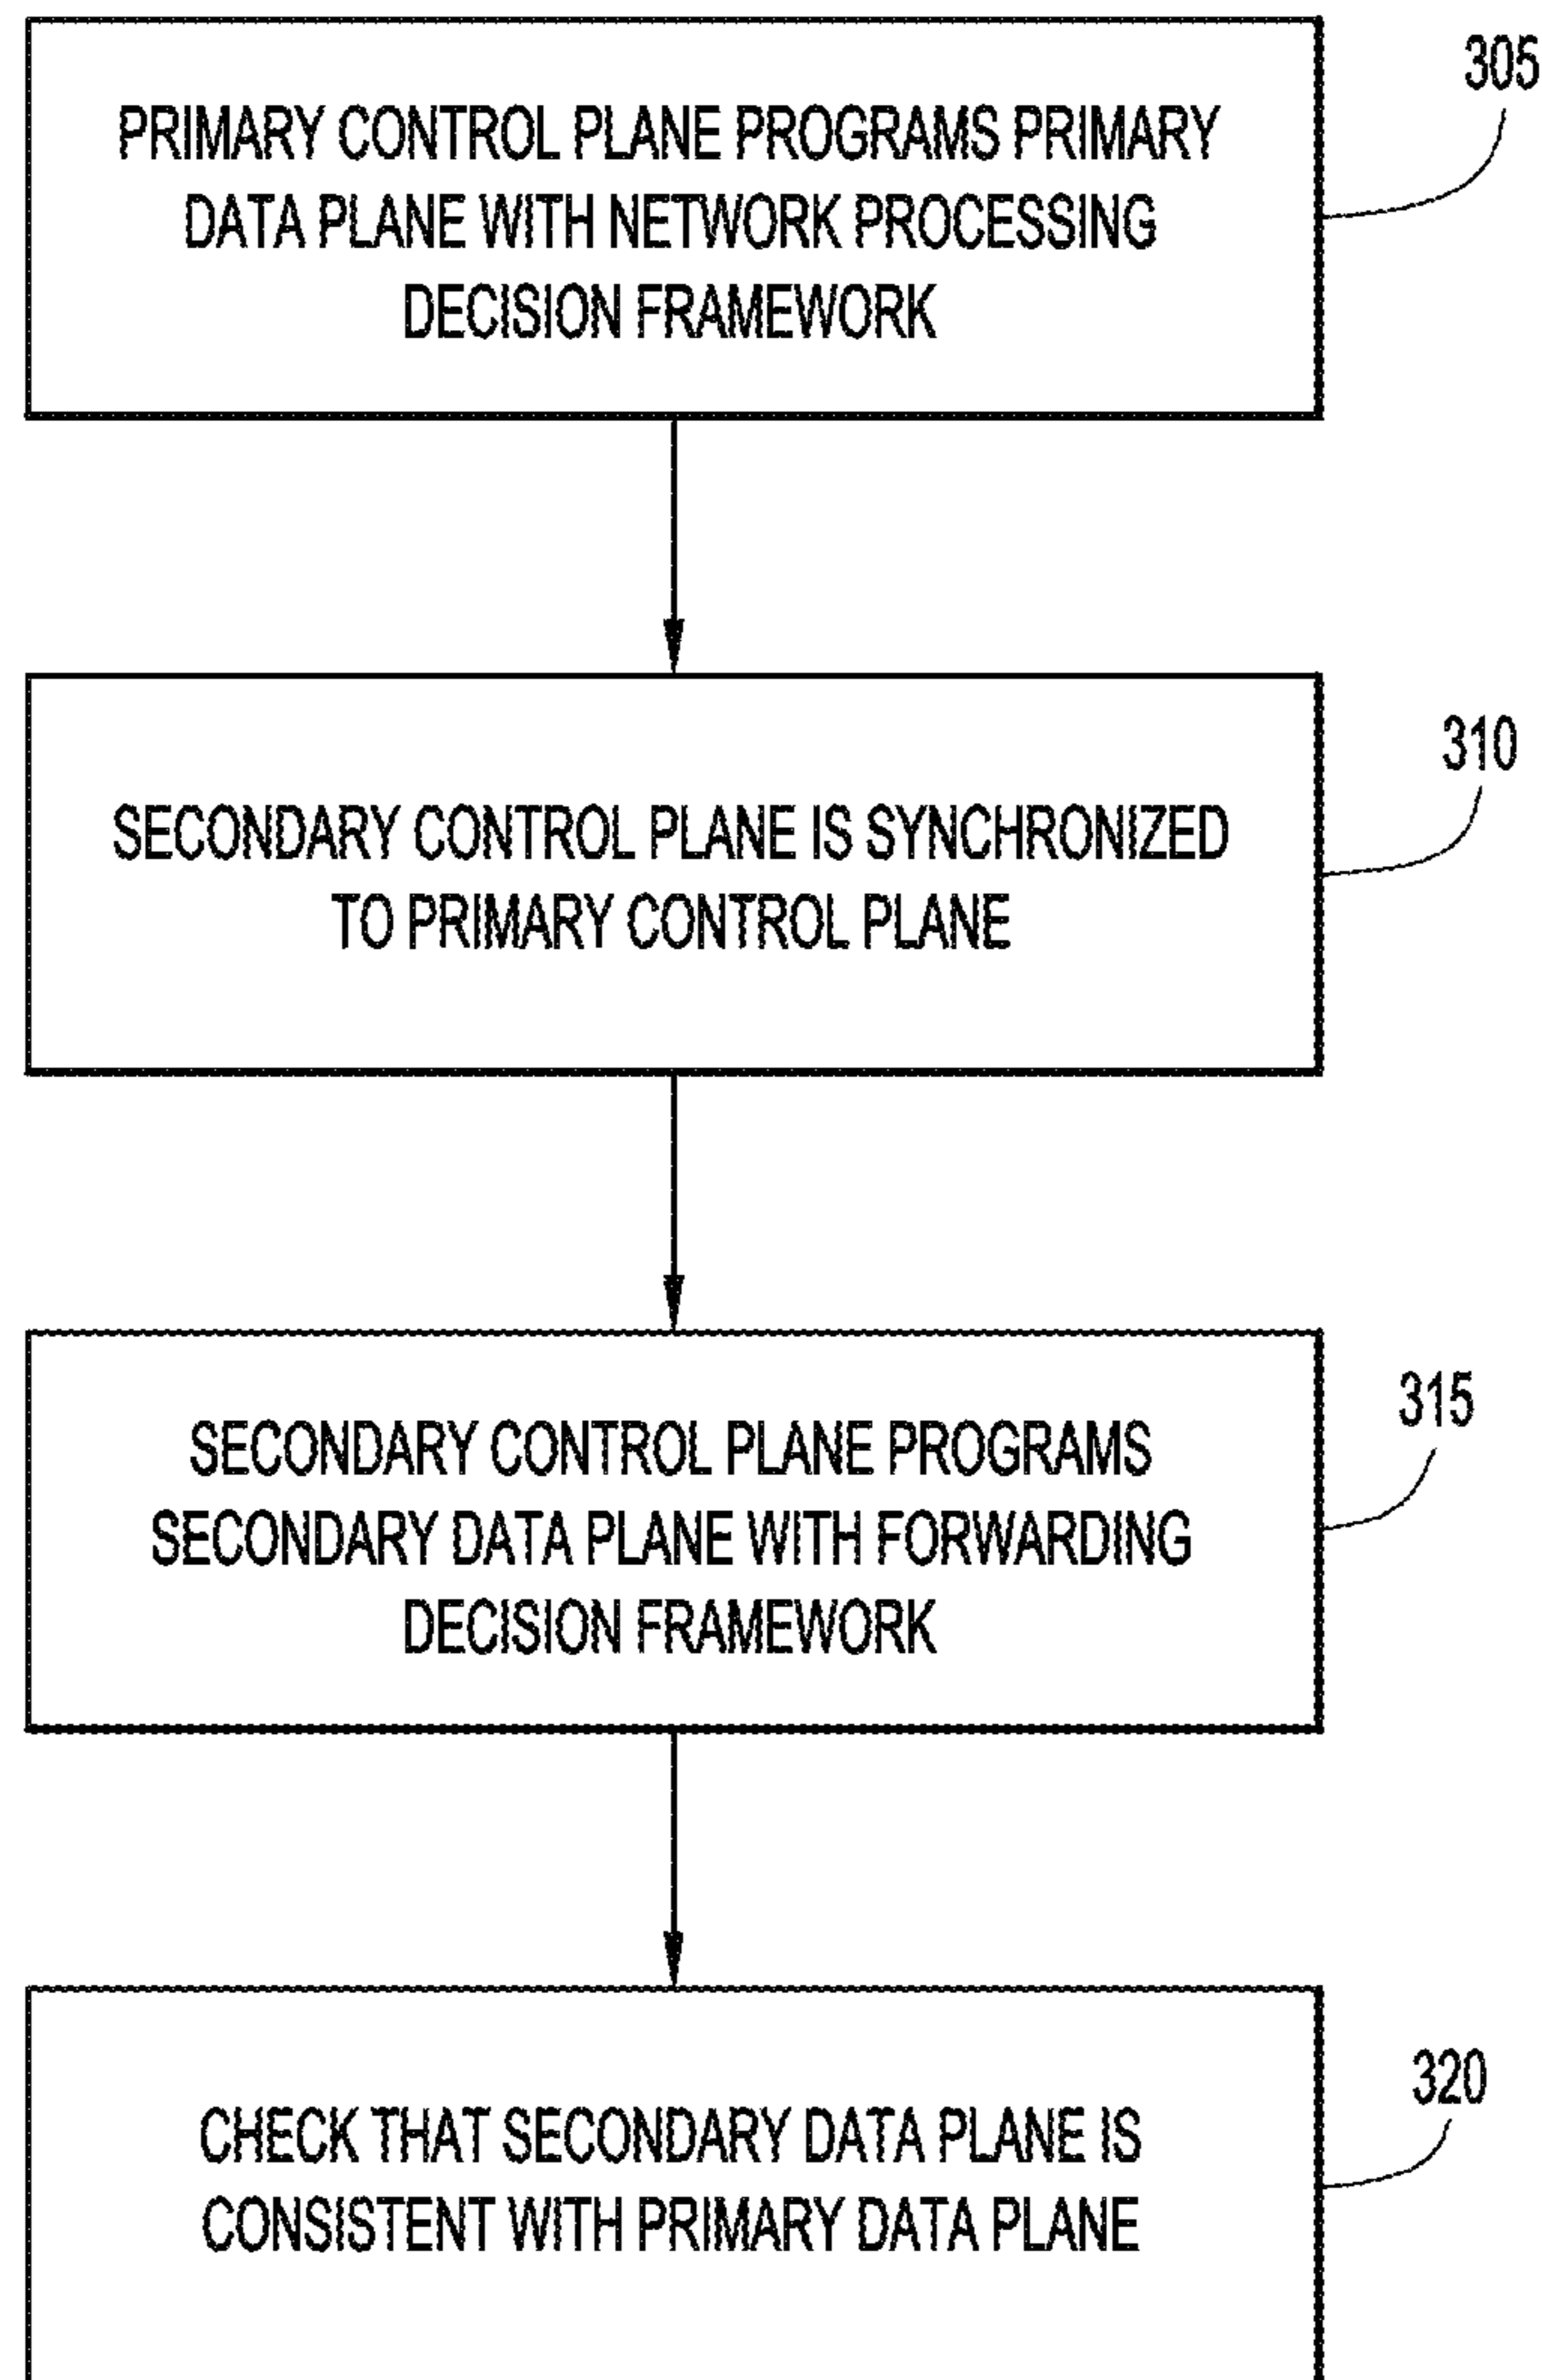 305
PRIMARY CONTROL PLANE PROGRAMS PRIMARY
DATA PLANE WITH NETWORK PROCESSING
DECISION FRAMEWORK
310
SECONDARY CONTROL PLANE IS SYNCHRONIZED
TO PRIMARY CONTROL PLANE
315
SECONDARY CONTROL PLANE PROGRAMS
SECONDARY DATA PLANE WITH FORWARDING
DECISION FRAMEWORK
320
CHECK THAT SECONDARY DATA PLANE IS
CONSISTENT WITH PRIMARY DATA PLANE